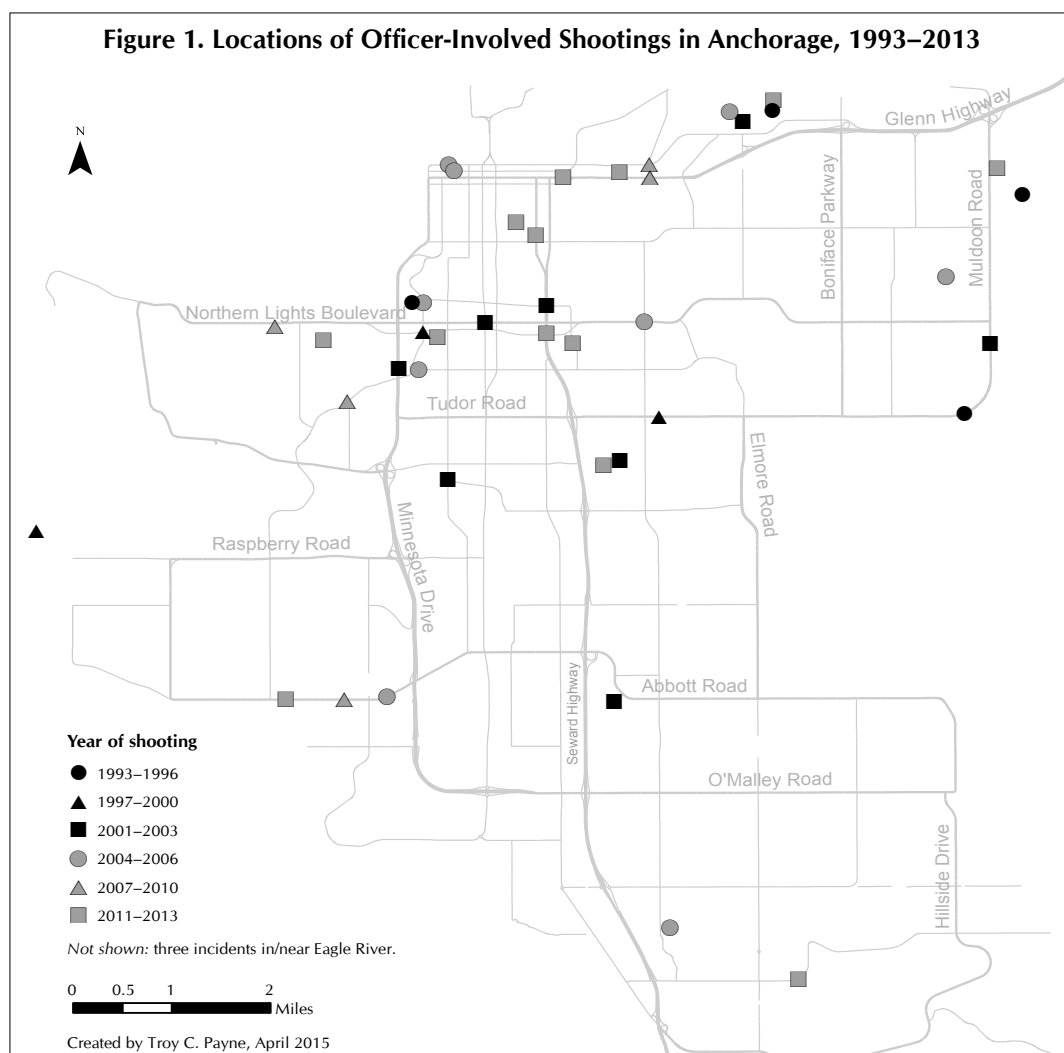 Figure 1. Locations of Officer-Involved Shootings in Anchorage, 1993–2013
N
Glenn Highway
Boniface Parkway
Muldoon Road
Northern Lights Boulevard
Tudor Road
Elmore Road
Minnesota Drive
Raspberry Road
Seward Highway
Abbott Road
O'Malley Road
Hillside Drive
Year of shooting
1993–1996
1997–2000
2001–2003
2004–2006
2007–2010
2011–2013
Not shown: three incidents in/near Eagle River.
0 0.5 1 2
Miles
Created by Troy C. Payne, April 2015